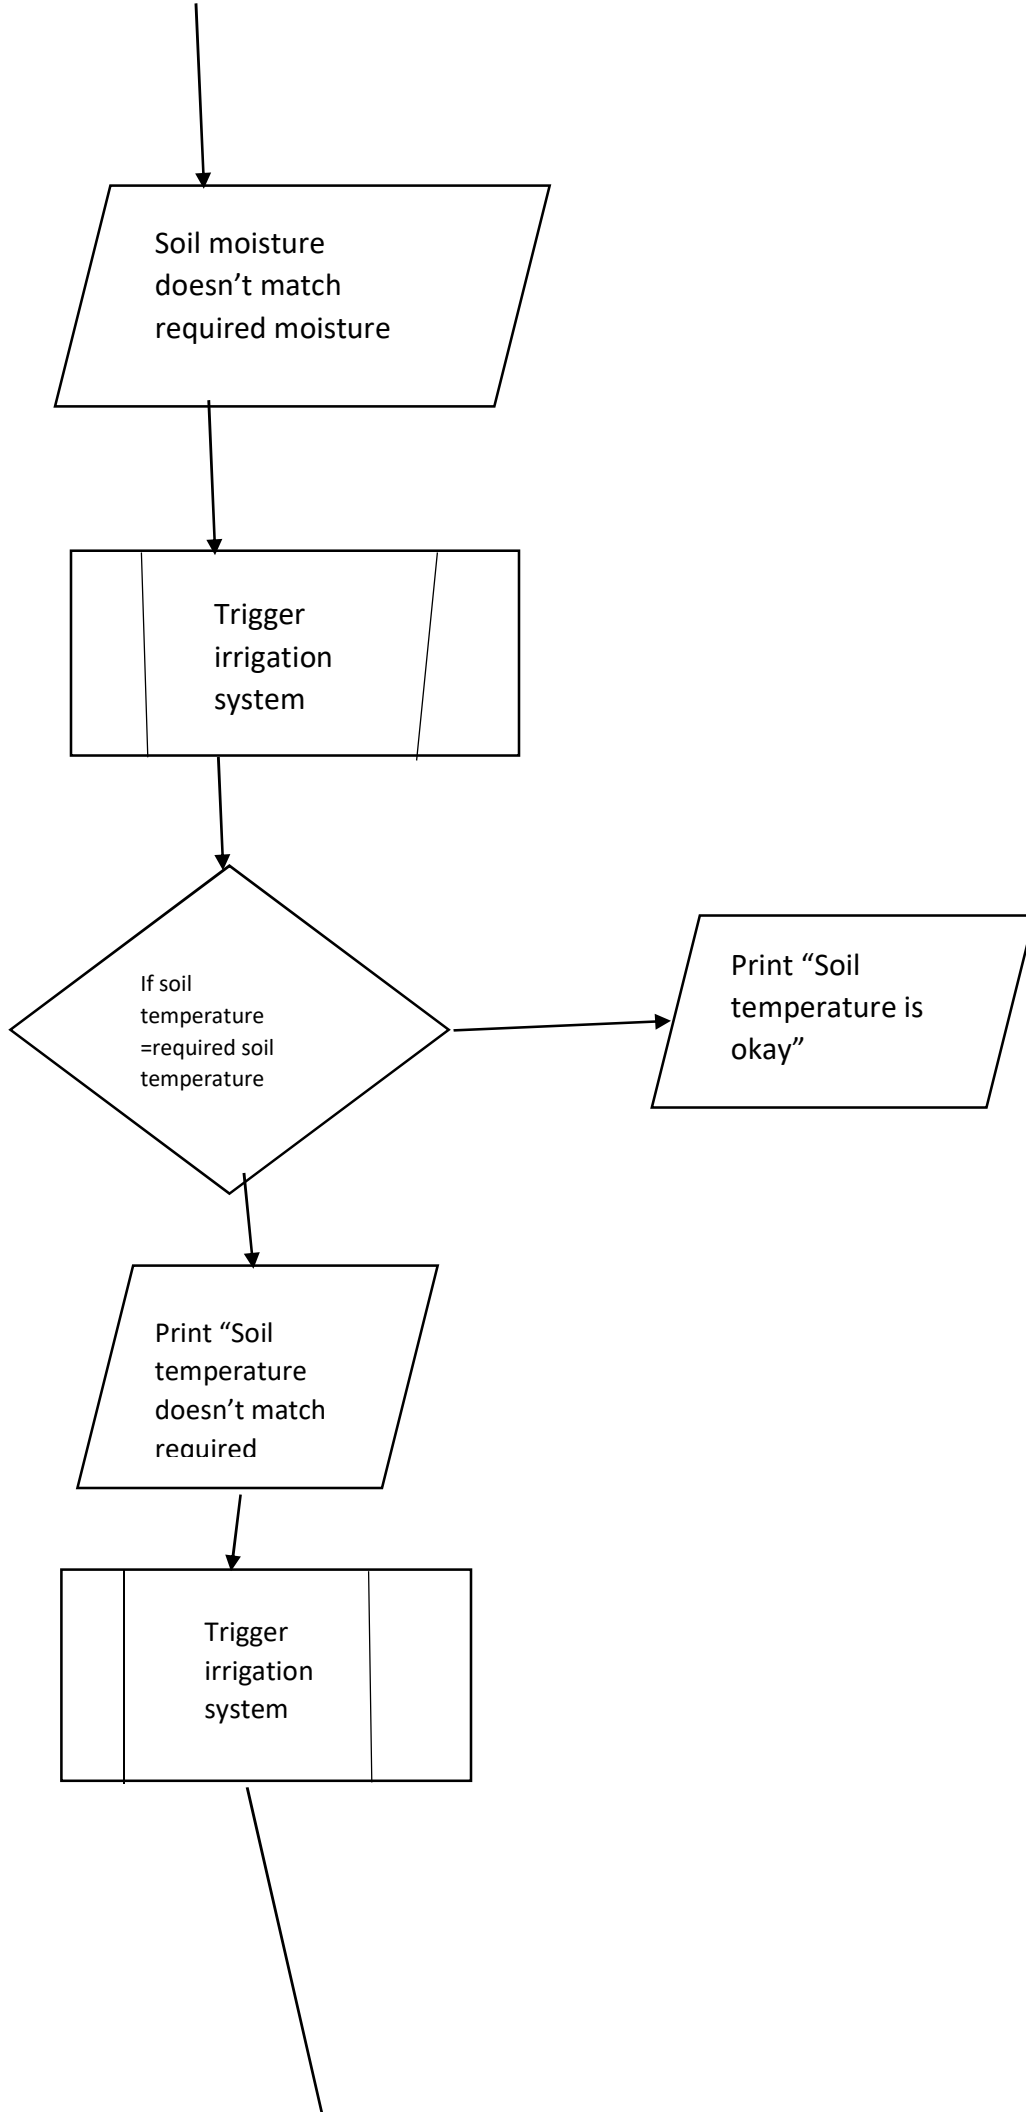 Soil moisture
doesn’t match
required moisture
Trigger
irrigation
system
If soil
temperature
=required soil
temperature
Print “Soil
temperature is
okay”
Print “Soil
temperature
doesn’t match
required
Trigger
irrigation
system